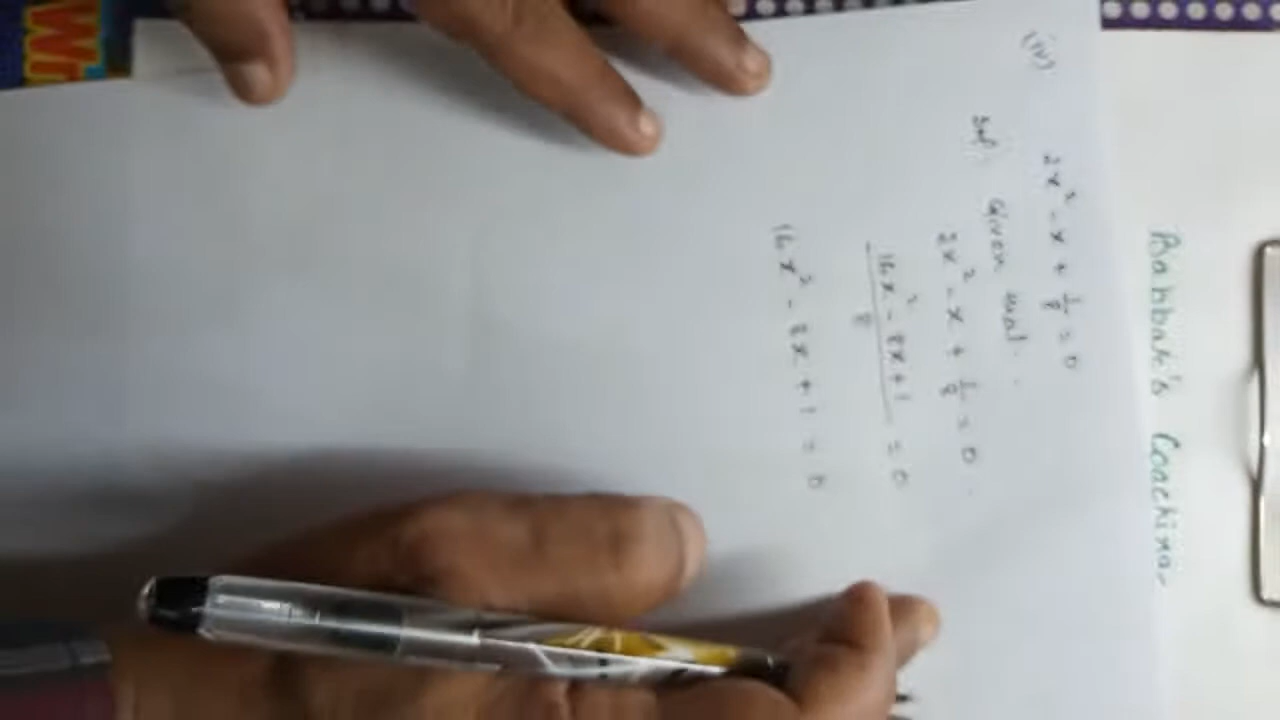 Babbate's Coaching
(iv) 2x² - x + 1/8 = 0
Sol. Given that.
2x² - x + 1/8 = 0
16x² - 8x + 1 / 8 = 0
16x² - 8x + 1 = 0